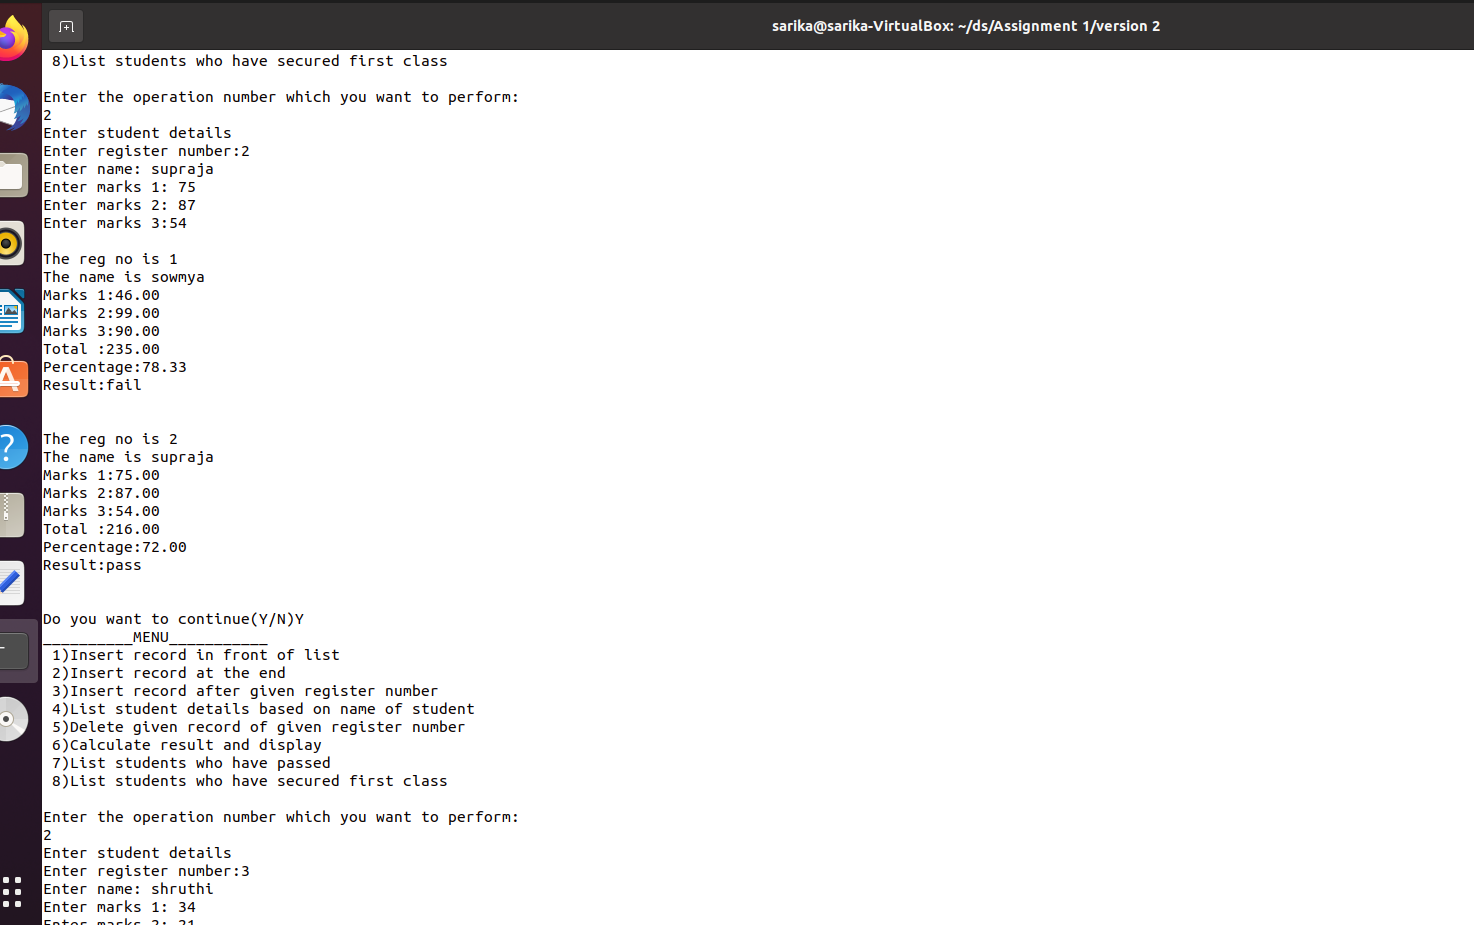 sarika@sarika-VirtualBox: ~/ds/Assignment 1/version 2
8)List students who have secured first class
Enter the operation number which you want to perform:
2
Enter student details
Enter register number:2
Enter name: supraja
Enter marks 1: 75
Enter marks 2: 87
Enter marks 3:54
The reg no is 1
The name is sowmya
Marks 1:46.00
Marks 2:99.00
Marks 3:90.00
Total :235.00
Percentage:78.33
Result:fail
The reg no is 2
The name is supraja
Marks 1:75.00
Marks 2:87.00
Marks 3:54.00
Total :216.00
Percentage:72.00
Result:pass
Do you want to continue(Y/N)Y
__________MENU___________
1)Insert record in front of list
2)Insert record at the end
3)Insert record after given register number
4)List student details based on name of student
5)Delete given record of given register number
6)Calculate result and display
7)List students who have passed
8)List students who have secured first class
Enter the operation number which you want to perform:
2
Enter student details
Enter register number:3
Enter name: shruthi
Enter marks 1: 34
Enter marks 2: 21